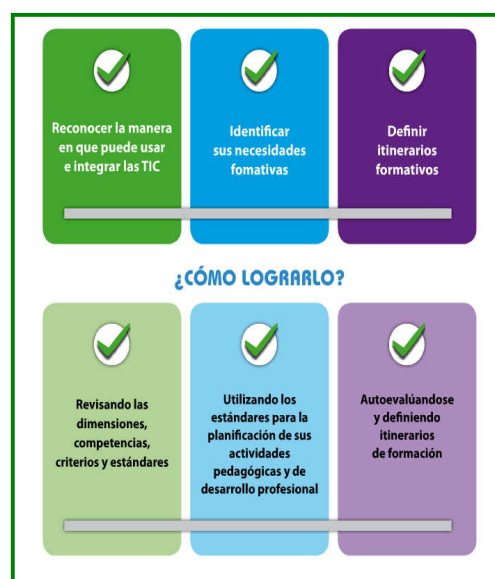 Reconocer la manera
en que puede usar
e integrar las TIC
Identificar
sus necesidades
fomativas
Definir
itinerarios
formativos
¿CÓMO LOGRARLO?
Revisando las
dimensiones,
competencias,
criterios y estándares
Utilizando los
estándares para la
planificación de sus
actividades
pedagógicas y de
desarrollo profesional
Autoevalúandose
y definiendo
itinerarios
de formación